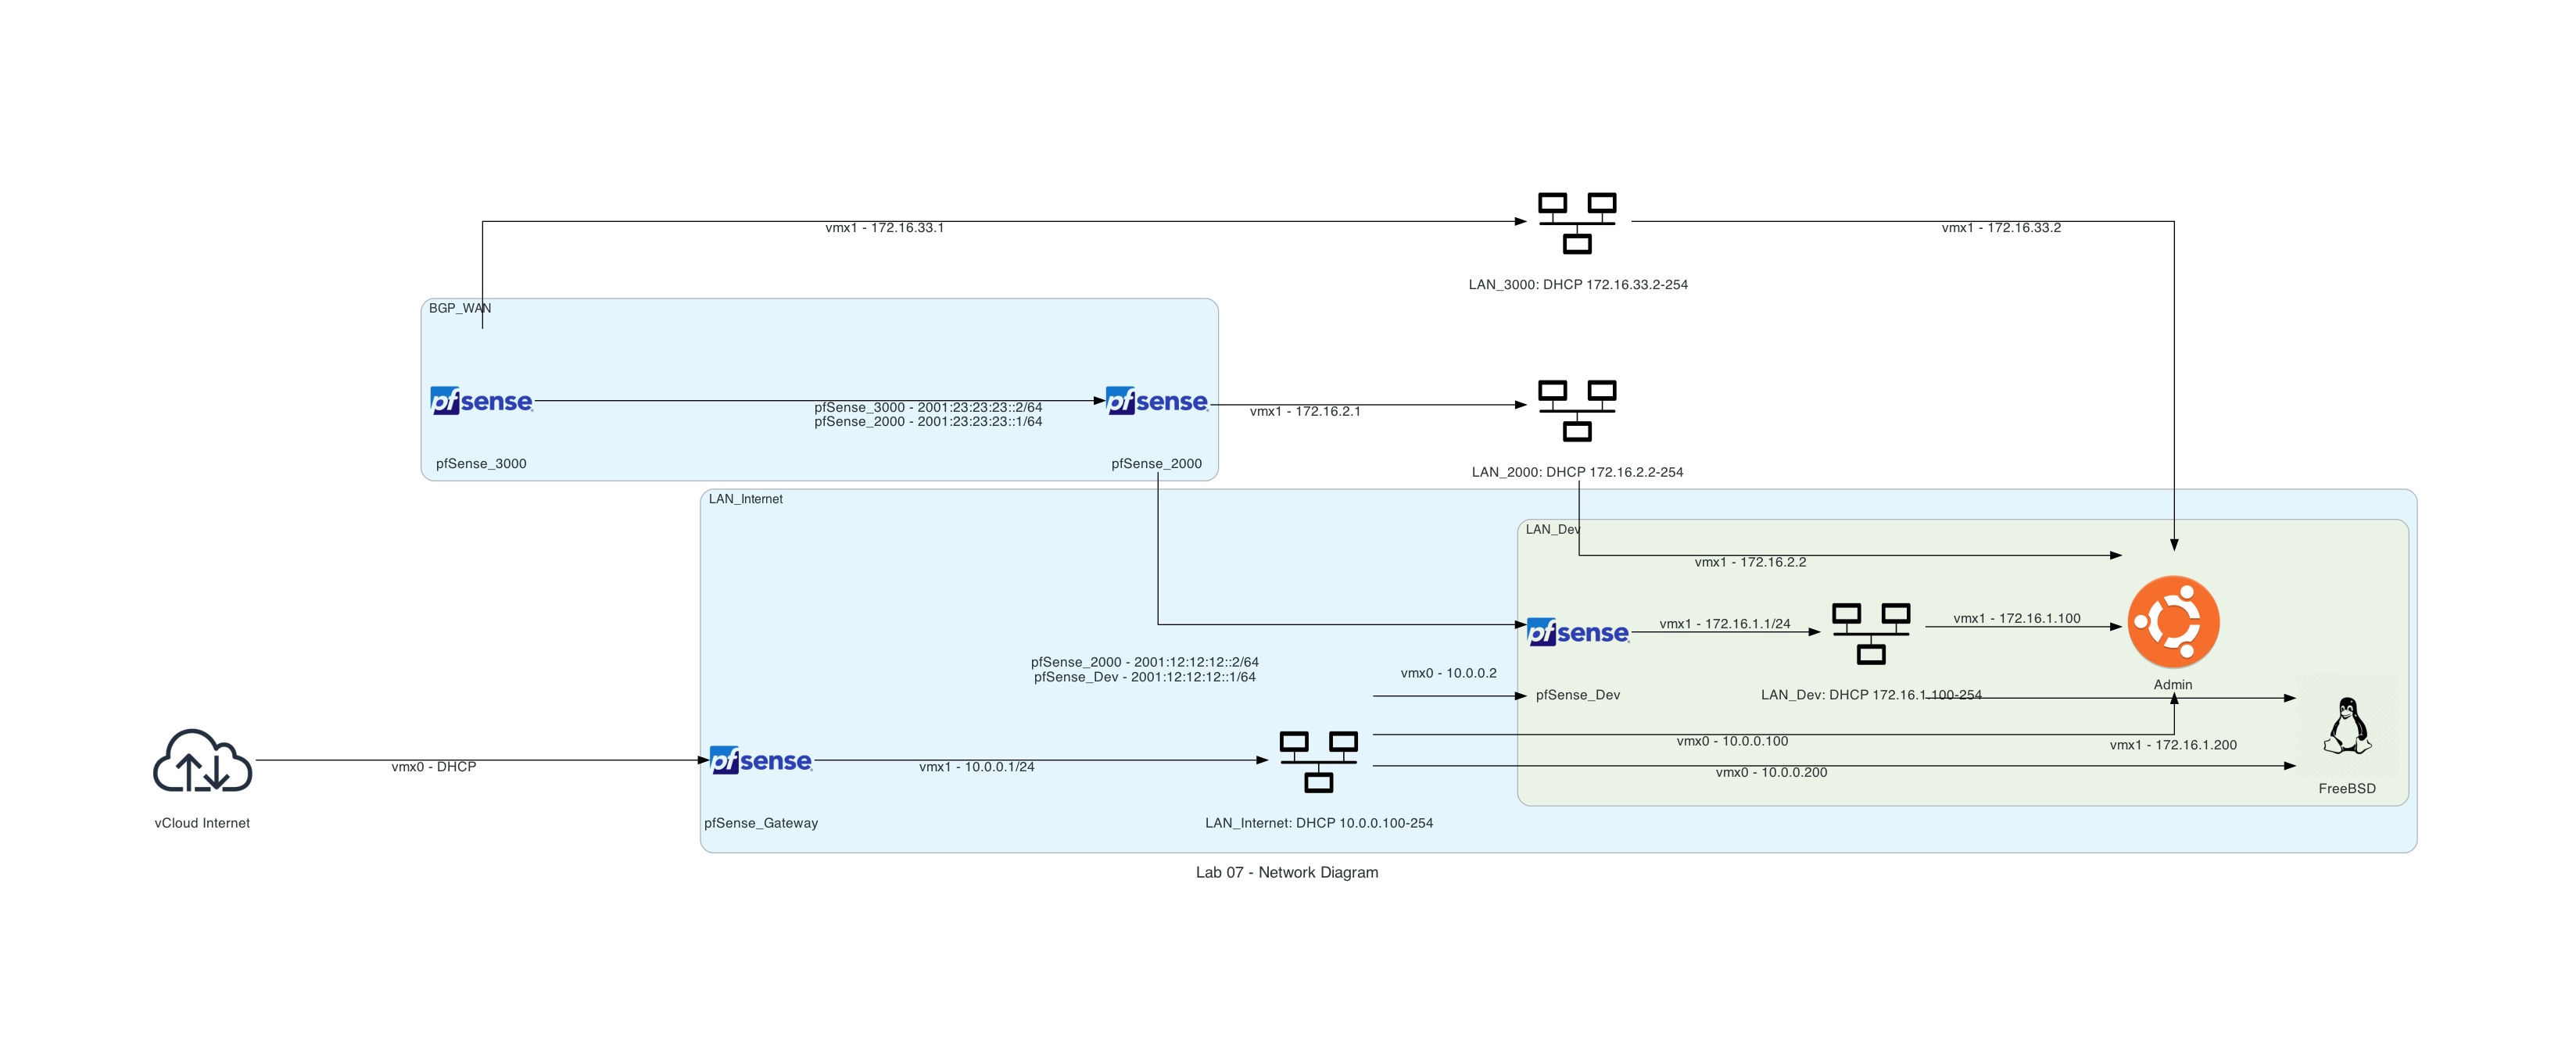 vmx1 - 172.16.33.1
vmx1 - 172.16.33.2
LAN_3000: DHCP 172.16.33.2-254
BGP_WAN
pfsense
pfSense_3000 - 2001:23:23:23::2/64
pfSense_2000 - 2001:23:23:23::1/64
pfsense
vmx1 - 172.16.2.1
pfSense_3000
pfSense_2000
LAN_2000: DHCP 172.16.2.2-254
LAN_Internet
LAN_Dev
vmx1 - 172.16.2.2
pfsense
vmx1 - 172.16.1.1/24
vmx1 - 172.16.1.100
pfSense_2000 - 2001:12:12:12::2/64
pfSense_Dev - 2001:12:12:12::1/64
vmx0 - 10.0.0.2
pfSense_Dev
LAN_Dev: DHCP 172.16.1.100-254
Admin
vmx0 - 10.0.0.100
vmx1 - 172.16.1.200
vmx0 - DHCP
pfsense
vmx1 - 10.0.0.1/24
vmx0 - 10.0.0.200
FreeBSD
vCloud Internet
pfSense_Gateway
LAN_Internet: DHCP 10.0.0.100-254
Lab 07 - Network Diagram